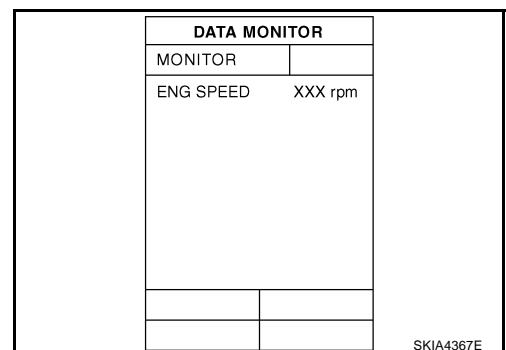 DATA MONITOR
MONITOR
ENG SPEED XXX rpm
SKIA4367E